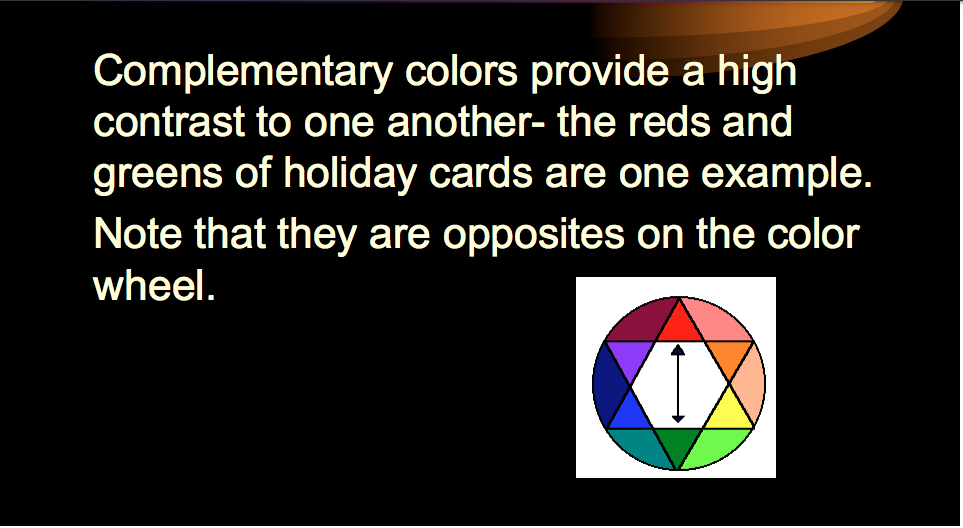 Complementary colors provide a high
contrast to one another- the reds and
greens of holiday cards are one example.
Note that they are opposites on the color
wheel.